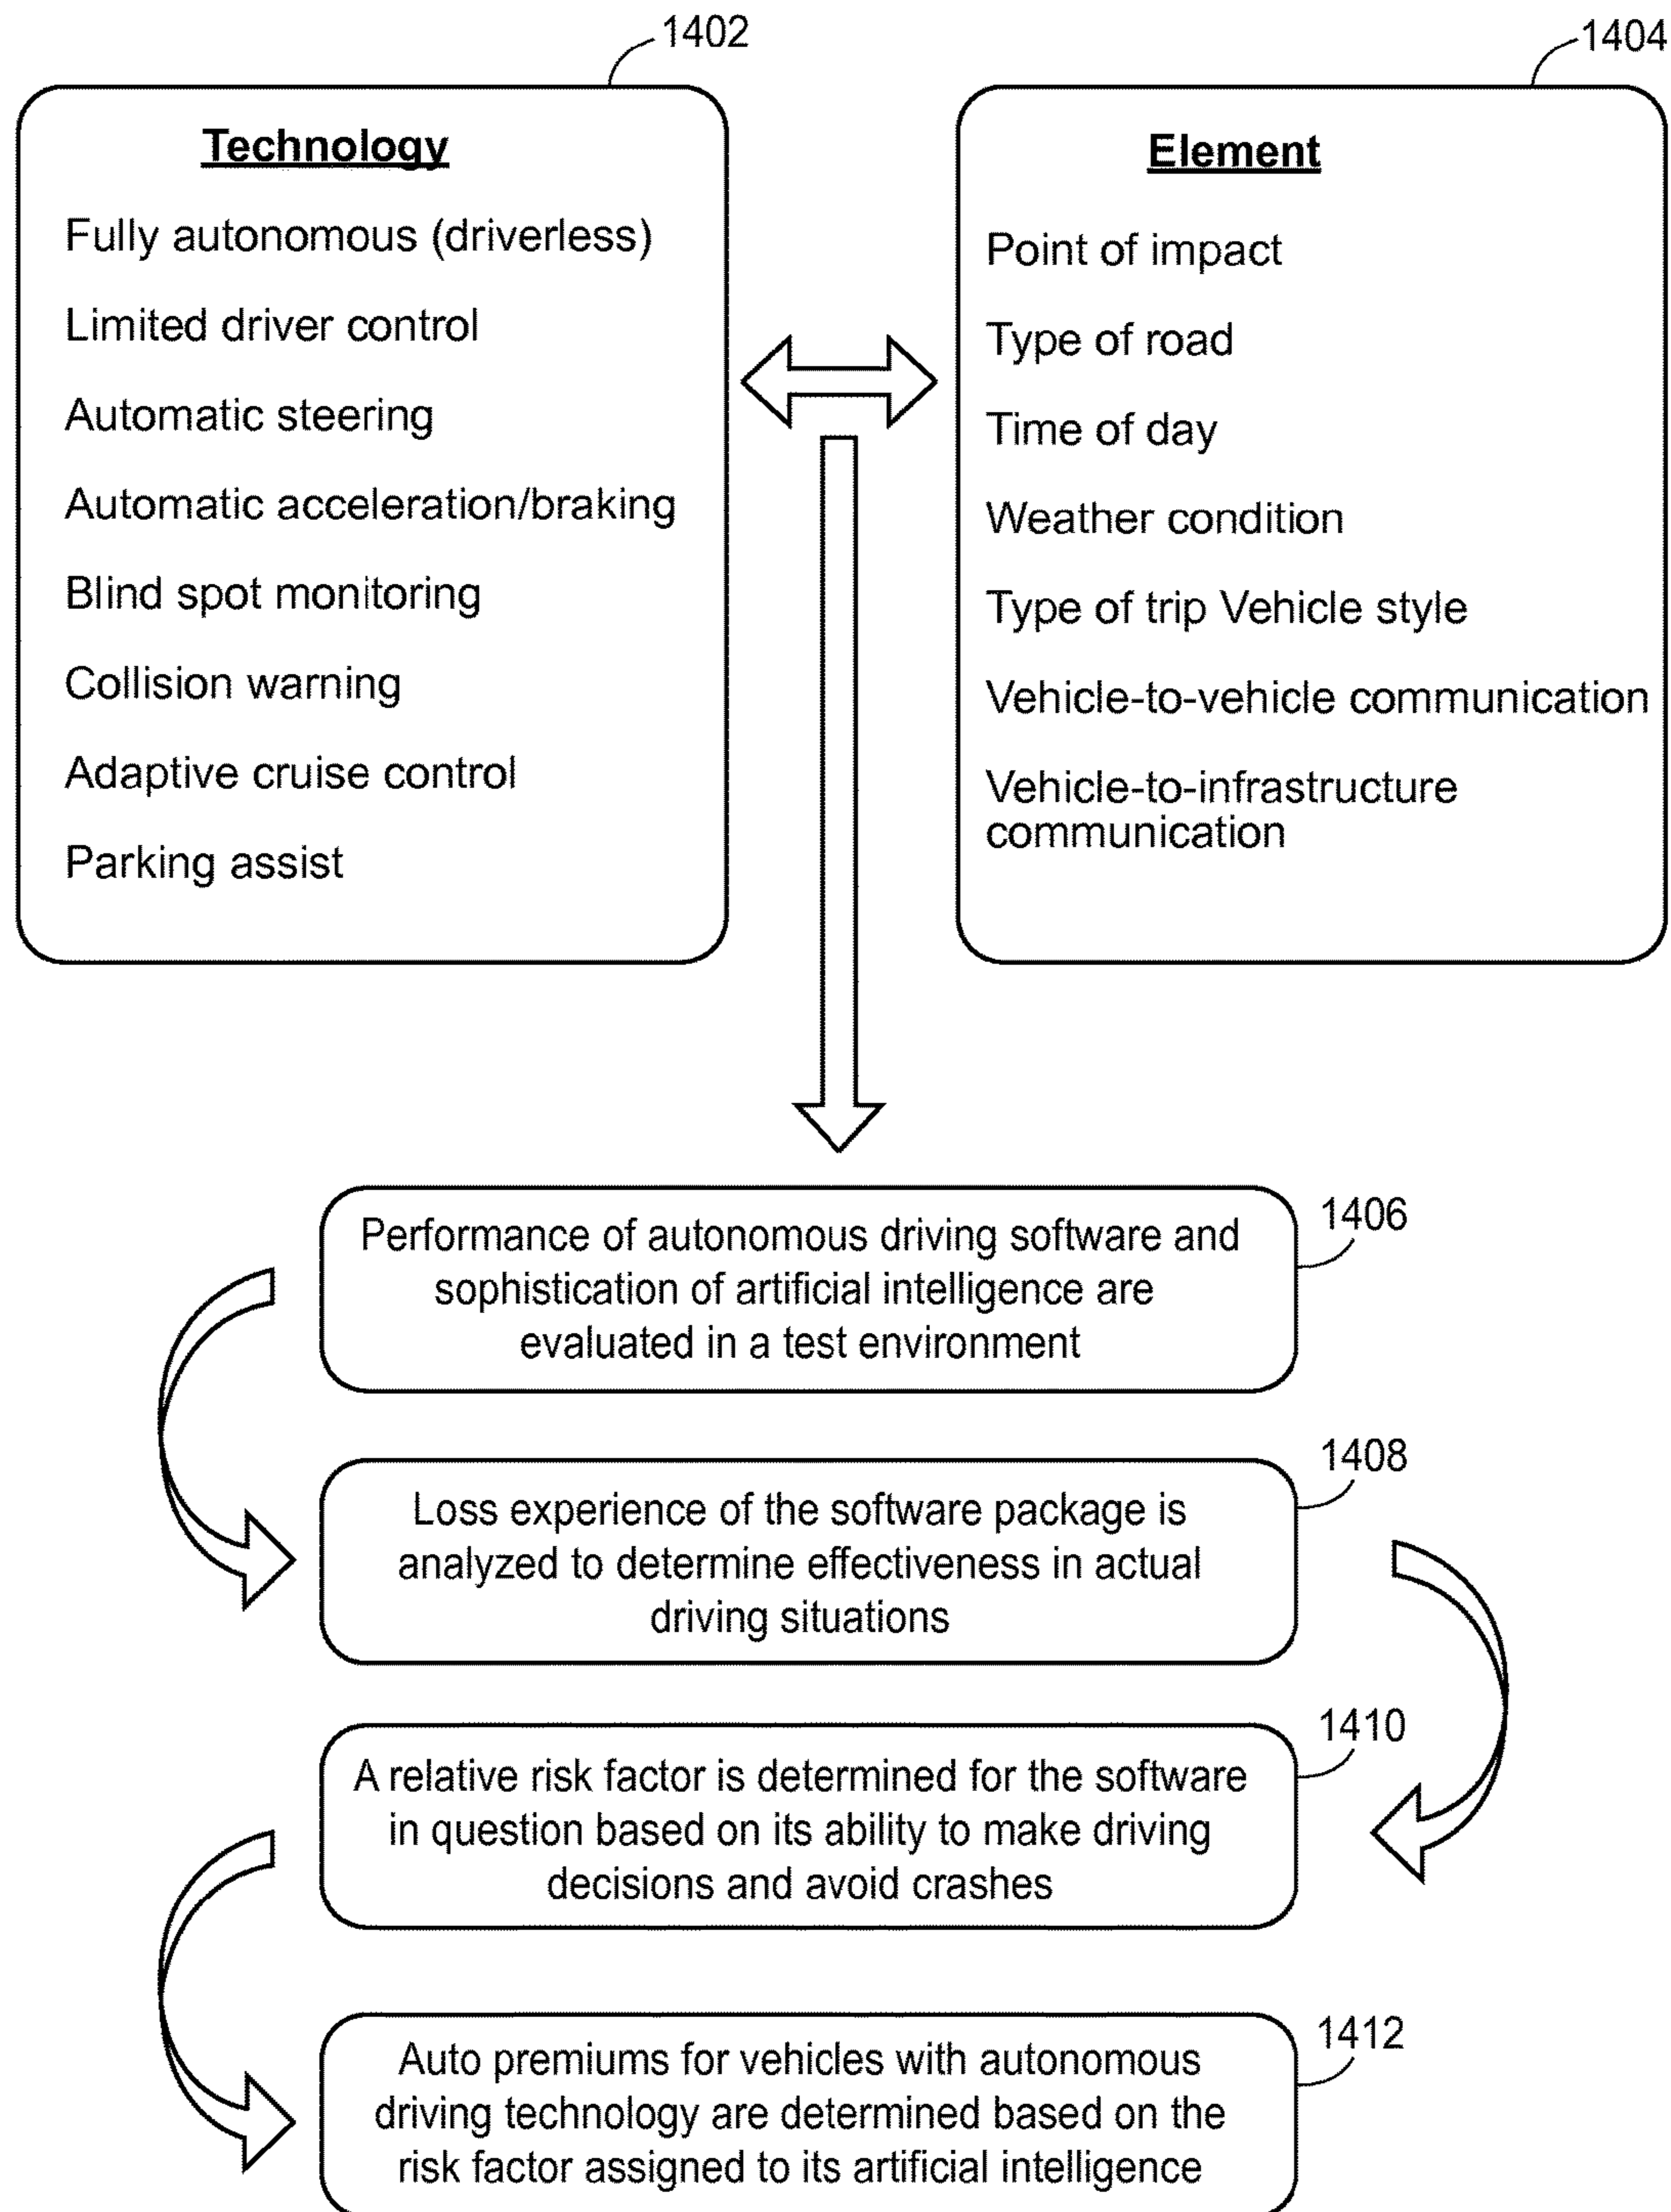 1402
Technology
Fully autonomous (driverless)
Limited driver control
Automatic steering
Automatic acceleration/braking
Blind spot monitoring
Collision warning
Adaptive cruise control
Parking assist
1404
Element
Point of impact
Type of road
Time of day
Weather condition
Type of trip Vehicle style
Vehicle-to-vehicle communication
Vehicle-to-infrastructure
communication
1406
Performance of autonomous driving software and
sophistication of artificial intelligence are
evaluated in a test environment
1408
Loss experience of the software package is
analyzed to determine effectiveness in actual
driving situations
1410
A relative risk factor is determined for the software
in question based on its ability to make driving
decisions and avoid crashes
1412
Auto premiums for vehicles with autonomous
driving technology are determined based on the
risk factor assigned to its artificial intelligence